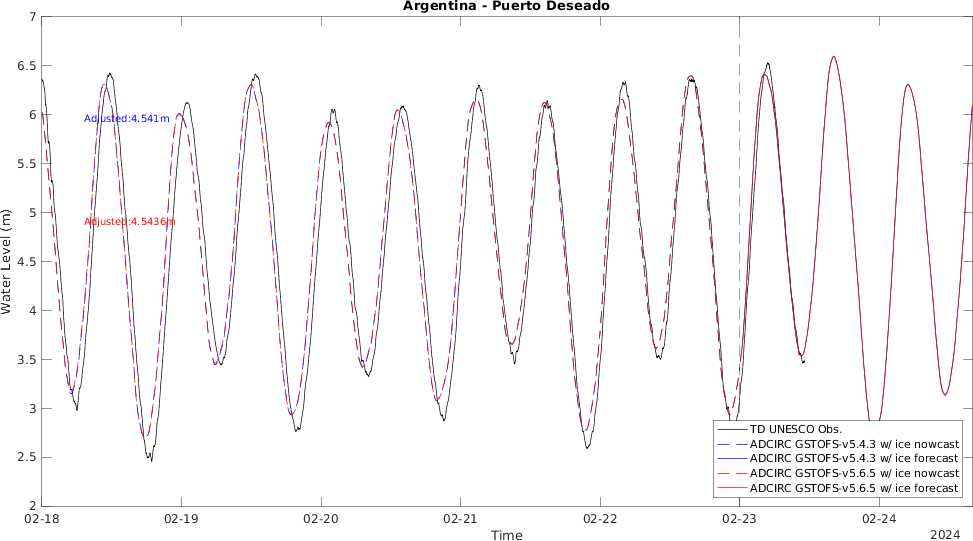 Argentina - Puerto Deseado
7
6.5
6
5.5
5
4.5
4
3.5
3
2.5
2
Water Level (m)
Adjusted:4.541m
Adjusted:4.5436m
TD UNESCO Obs.
ADCIRC GSTOFS-v5.4.3 w/ ice nowcast
ADCIRC GSTOFS-v5.4.3 w/ ice forecast
ADCIRC GSTOFS-v5.6.5 w/ ice nowcast
ADCIRC GSTOFS-v5.6.5 w/ ice forecast
02-18 02-19 02-20 02-21 02-22 02-23 02-24
Time
2024